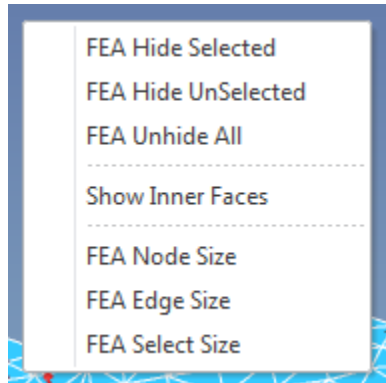 FEA Hide Selected
FEA Hide UnSelected
FEA Unhide All
Show Inner Faces
FEA Node Size
FEA Edge Size
FEA Select Size